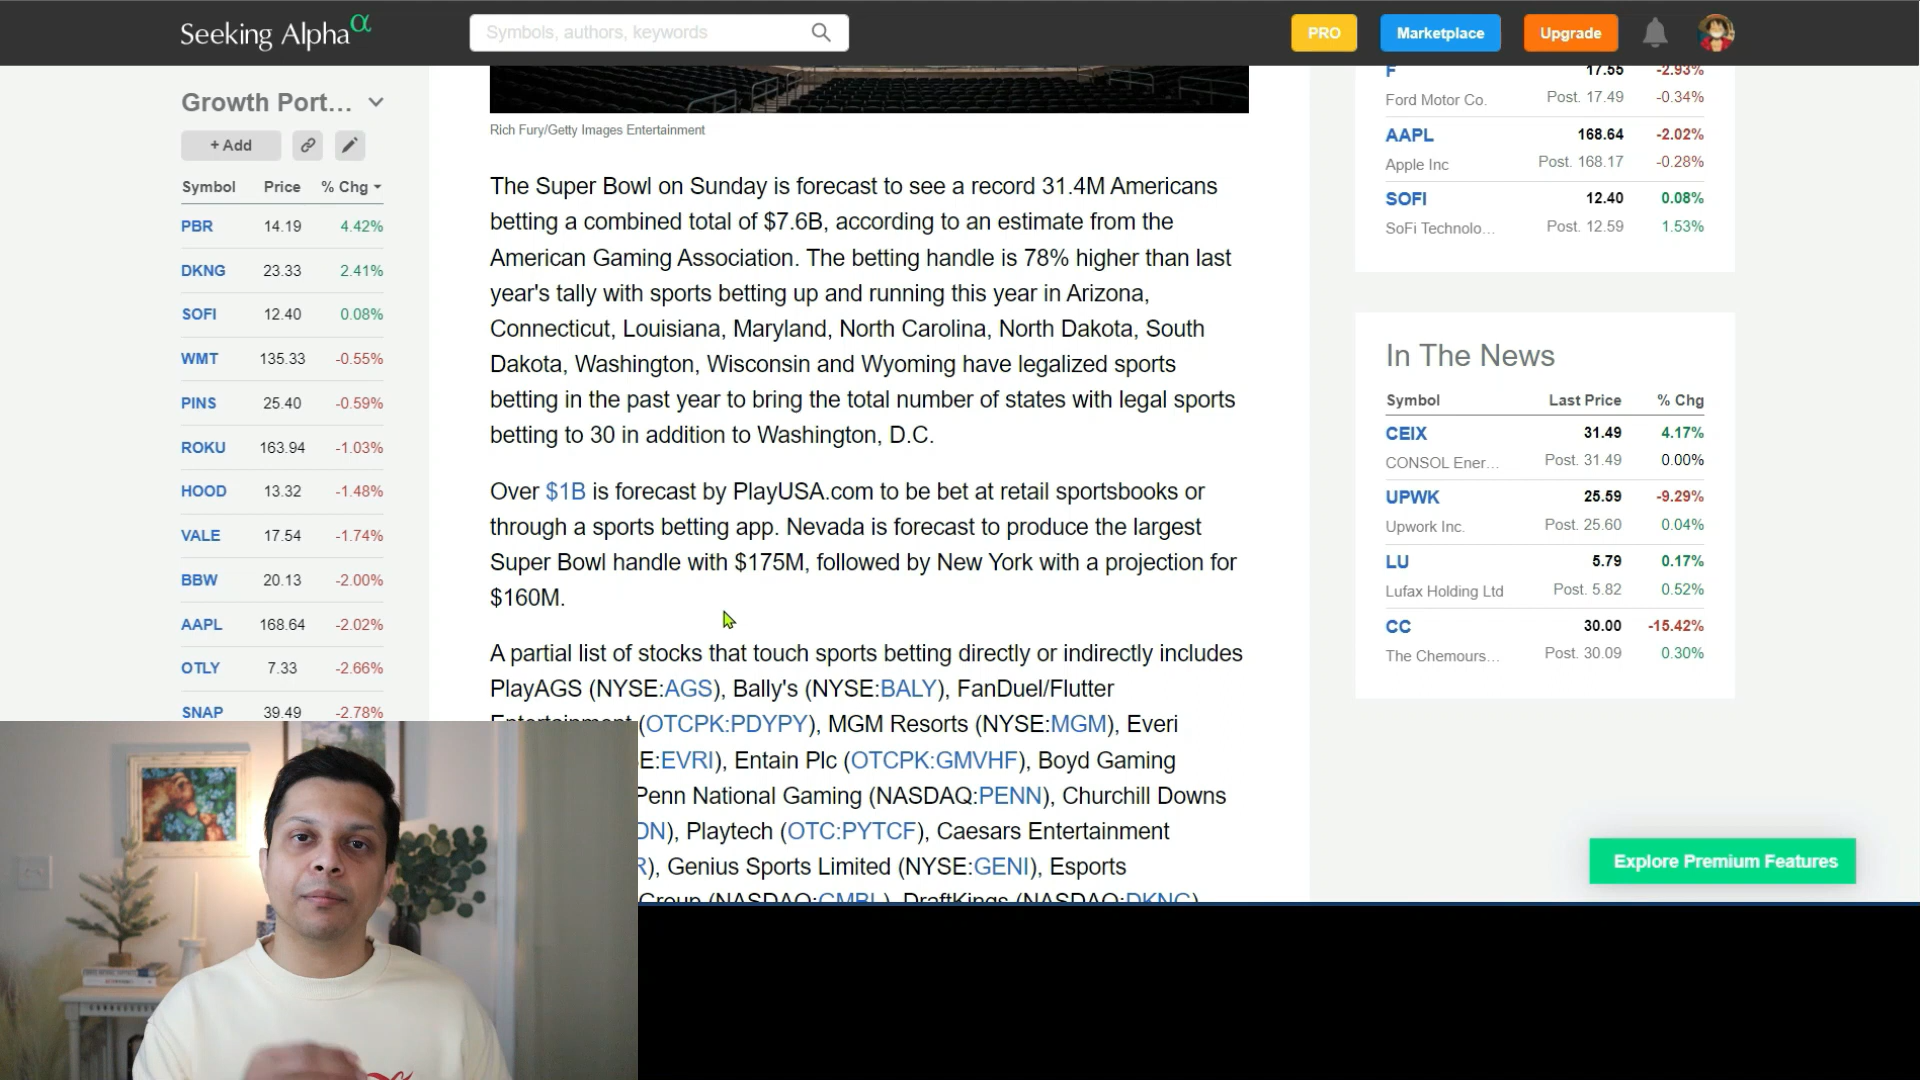 Seeking Alpha α
Symbols, authors, keywords
PRO
Marketplace
Upgrade
Growth Port...
+ Add
Symbol Price % Chg
PBR 14.19 4.42%
DKNG 23.33 2.41%
SOFI 12.40 0.08%
WMT 135.33 -0.55%
PINS 25.40 -0.59%
ROKU 163.94 -1.03%
HOOD 13.32 -1.48%
VALE 17.54 -1.74%
BBW 20.13 -2.00%
AAPL 168.64 -2.02%
OTLY 7.33 -2.66%
SNAP 39.49 -2.78%
Rich Fury/Getty Images Entertainment
The Super Bowl on Sunday is forecast to see a record 31.4M Americans
betting a combined total of $7.6B, according to an estimate from the
American Gaming Association. The betting handle is 78% higher than last
year's tally with sports betting up and running this year in Arizona,
Connecticut, Louisiana, Maryland, North Carolina, North Dakota, South
Dakota, Washington, Wisconsin and Wyoming have legalized sports
betting in the past year to bring the total number of states with legal sports
betting to 30 in addition to Washington, D.C.
Over $1B is forecast by PlayUSA.com to be bet at retail sportsbooks or
through a sports betting app. Nevada is forecast to produce the largest
Super Bowl handle with $175M, followed by New York with a projection for
$160M.
A partial list of stocks that touch sports betting directly or indirectly includes
PlayAGS (NYSE:AGS), Bally's (NYSE:BALY), FanDuel/Flutter
Entertainment (OTCPK:PDYPY), MGM Resorts (NYSE:MGM), Everi
E:EVRI), Entain Plc (OTCPK:GMVHF), Boyd Gaming
Penn National Gaming (NASDAQ:PENN), Churchill Downs
DN), Playtech (OTC:PYTCF), Caesars Entertainment
R), Genius Sports Limited (NYSE:GENI), Esports
Group (NASDAQ:GMBL), DraftKings (NASDAQ:DKNG)
F 17.55 -2.93%
Ford Motor Co. Post. 17.49 -0.34%
AAPL 168.64 -2.02%
Apple Inc Post. 168.17 -0.28%
SOFI 12.40 0.08%
SoFi Technolo... Post. 12.59 1.53%
In The News
Symbol Last Price % Chg
CEIX 31.49 4.17%
CONSOL Ener... Post. 31.49 0.00%
UPWK 25.59 -9.29%
Upwork Inc. Post. 25.60 0.04%
LU 5.79 0.17%
Lufax Holding Ltd Post. 5.82 0.52%
CC 30.00 -15.42%
The Chemours... Post. 30.09 0.30%
Explore Premium Features